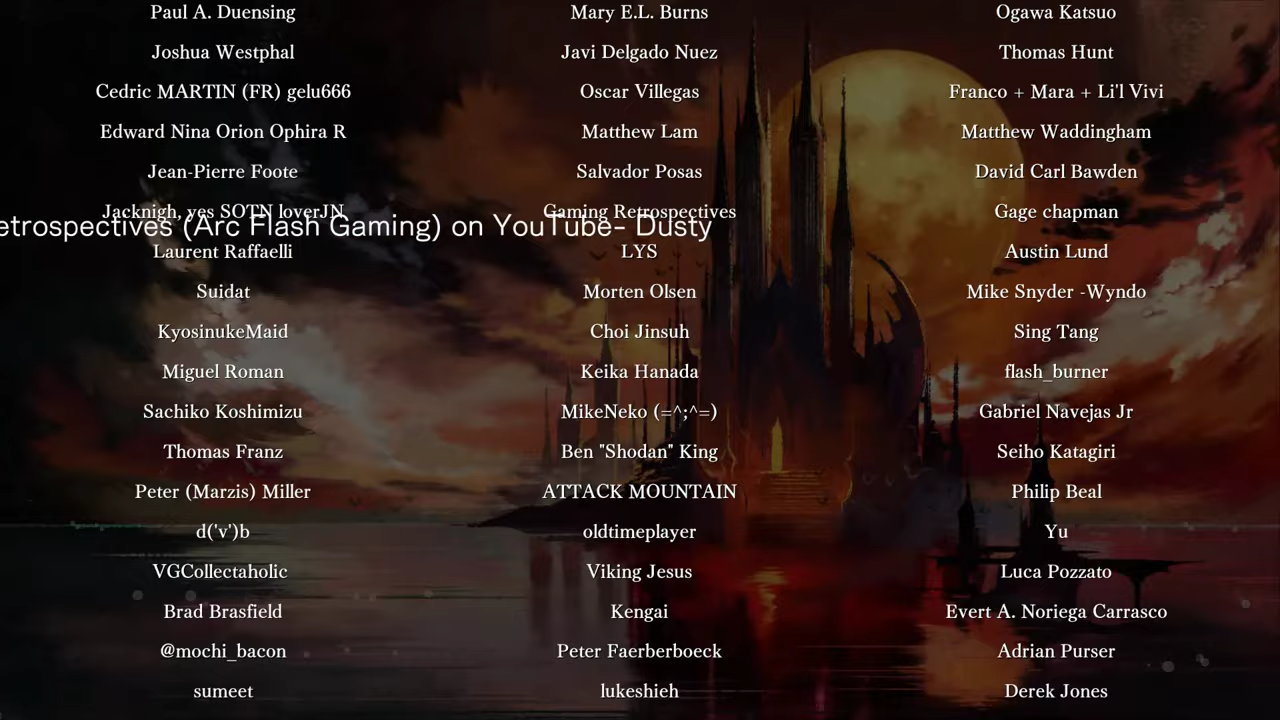 Paul A. Duensing
Mary E.L. Burns
Ogawa Katsuo
Joshua Westphal
Javi Delgado Nuez
Thomas Hunt
Cedric MARTIN (FR) gelu666
Oscar Villegas
Franco + Mara + Li'l Vivi
Edward Nina Orion Ophira R
Matthew Lam
Matthew Waddingham
Jean-Pierre Foote
Salvador Posas
David Carl Bawden
Jacknigh, yes SOTN loverJN
Gaming Retrospectives
Gage chapman
etrospectives (Arc Flash Gaming) on YouTube- Dusty
Laurent Raffaelli
LYS
Austin Lund
Suidat
Morten Olsen
Mike Snyder -Wyndo
KyosinukeMaid
Choi Jinsuh
Sing Tang
Miguel Roman
Keika Hanada
flash_burner
Sachiko Koshimizu
MikeNeko (=^;^=)
Gabriel Navejas Jr
Thomas Franz
Ben "Shodan" King
Seiho Katagiri
Peter (Marzis) Miller
ATTACK MOUNTAIN
Philip Beal
d('v')b
oldtimeplayer
Yu
VGCollectaholic
Viking Jesus
Luca Pozzato
Brad Brasfield
Kengai
Evert A. Noriega Carrasco
@mochi_bacon
Peter Faerberboeck
Adrian Purser
sumeet
lukeshieh
Derek Jones